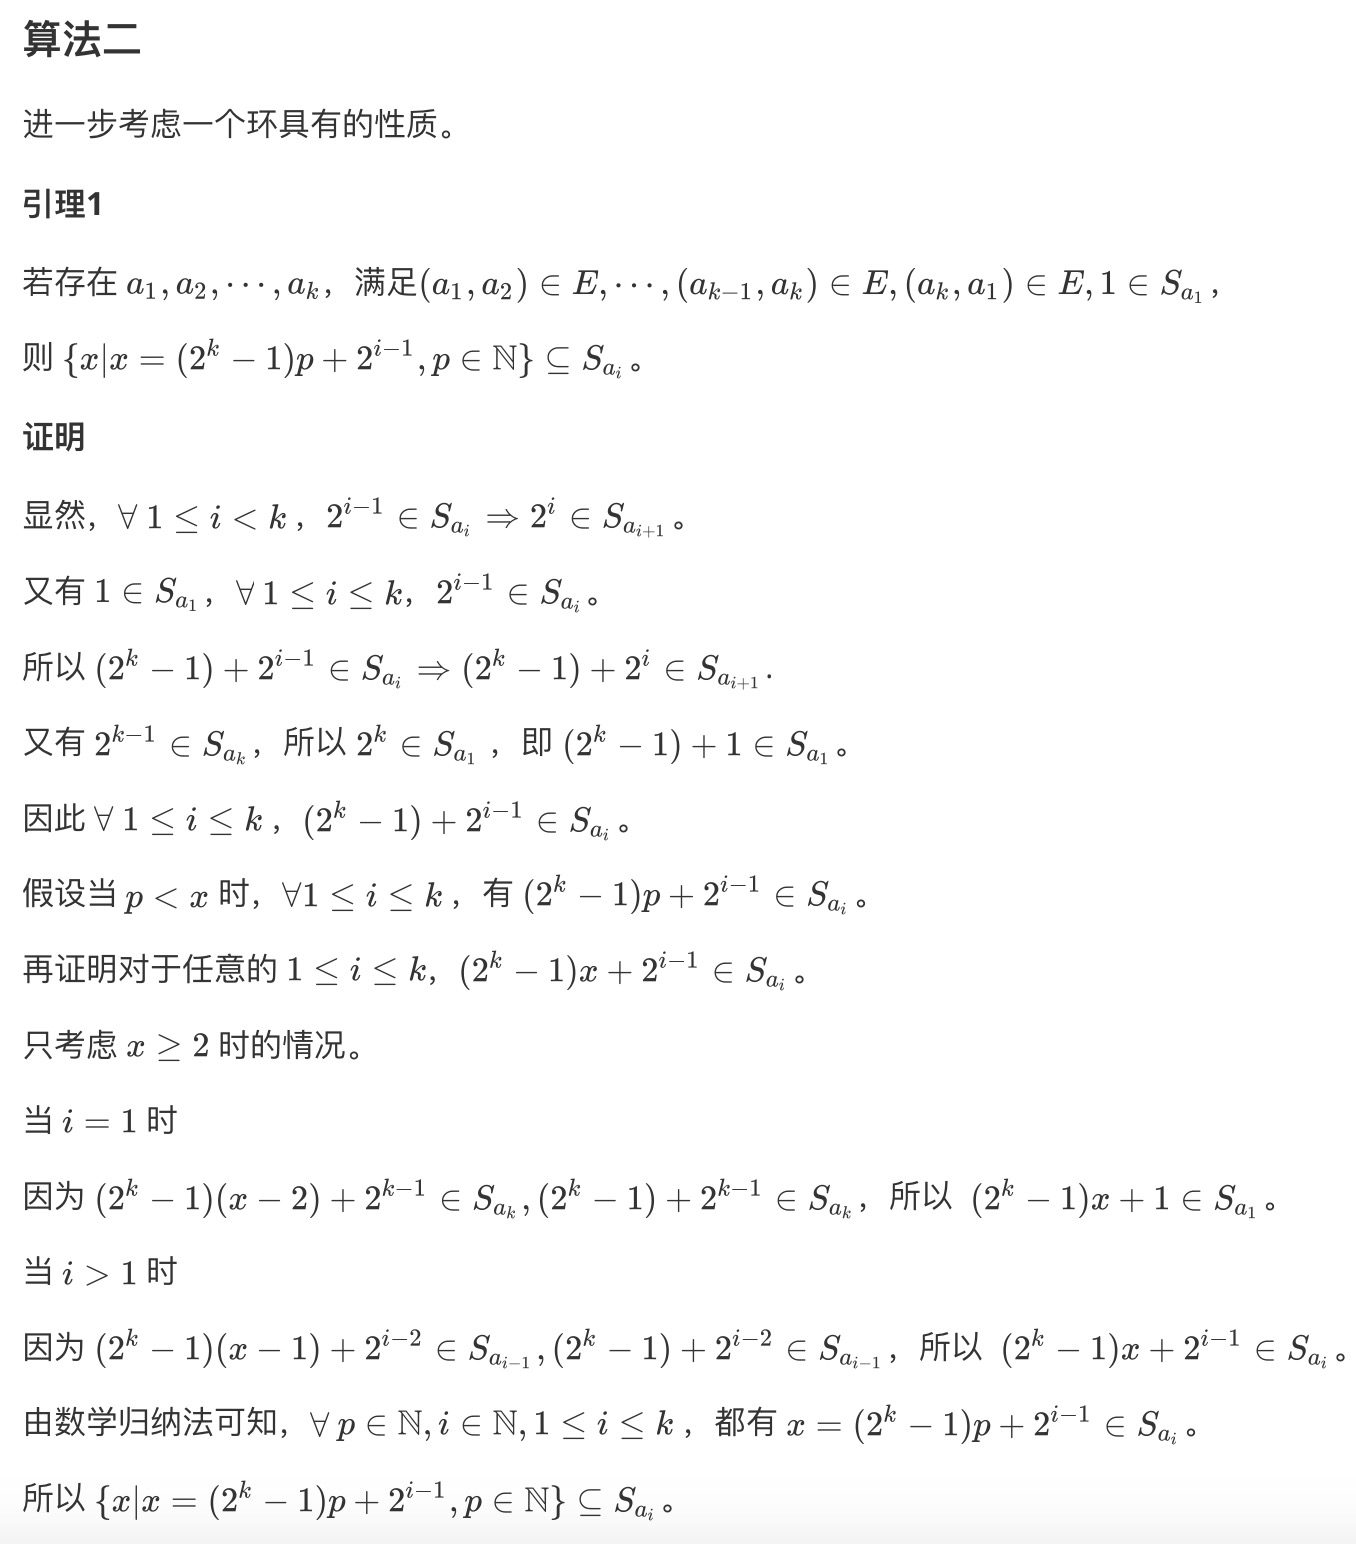 算法二
进一步考虑一个环具有的性质。
引理1
若存在 $a_1, a_2, \cdots, a_k$，满足$(a_1, a_2) \in E, \cdots, (a_{k-1}, a_k) \in E, (a_k, a_1) \in E, 1 \in S_{a_1}$，
则 $\{x|x = (2^k - 1)p + 2^{i-1}, p \in \mathbb{N}\} \subseteq S_{a_i}$。
证明
显然，$\forall\ 1 \leq i < k$，$2^{i-1} \in S_{a_i} \Rightarrow 2^i \in S_{a_{i+1}}$。
又有 $1 \in S_{a_1}$，$\forall\ 1 \leq i \leq k$，$2^{i-1} \in S_{a_i}$。
所以 $(2^k - 1) + 2^{i-1} \in S_{a_i} \Rightarrow (2^k - 1) + 2^i \in S_{a_{i+1}}$.
又有 $2^{k-1} \in S_{a_k}$，所以 $2^k \in S_{a_1}$ ，即 $(2^k - 1) + 1 \in S_{a_1}$。
因此 $\forall\ 1 \leq i \leq k$，$(2^k - 1) + 2^{i-1} \in S_{a_i}$。
假设当 $p < x$ 时，$\forall 1 \leq i \leq k$，有 $(2^k - 1)p + 2^{i-1} \in S_{a_i}$。
再证明对于任意的 $1 \leq i \leq k$，$(2^k - 1)x + 2^{i-1} \in S_{a_i}$。
只考虑 $x \geq 2$ 时的情况。
当 $i = 1$ 时
因为 $(2^k - 1)(x - 2) + 2^{k-1} \in S_{a_k}, (2^k - 1) + 2^{k-1} \in S_{a_k}$，所以 $(2^k - 1)x + 1 \in S_{a_1}$。
当 $i > 1$ 时
因为 $(2^k - 1)(x - 1) + 2^{i-2} \in S_{a_{i-1}}, (2^k - 1) + 2^{i-2} \in S_{a_{i-1}}$，所以 $(2^k - 1)x + 2^{i-1} \in S_{a_i}$。
由数学归纳法可知，$\forall\ p \in \mathbb{N}, i \in \mathbb{N}, 1 \leq i \leq k$，都有 $x = (2^k - 1)p + 2^{i-1} \in S_{a_i}$。
所以 $\{x|x = (2^k - 1)p + 2^{i-1}, p \in \mathbb{N}\} \subseteq S_{a_i}$。